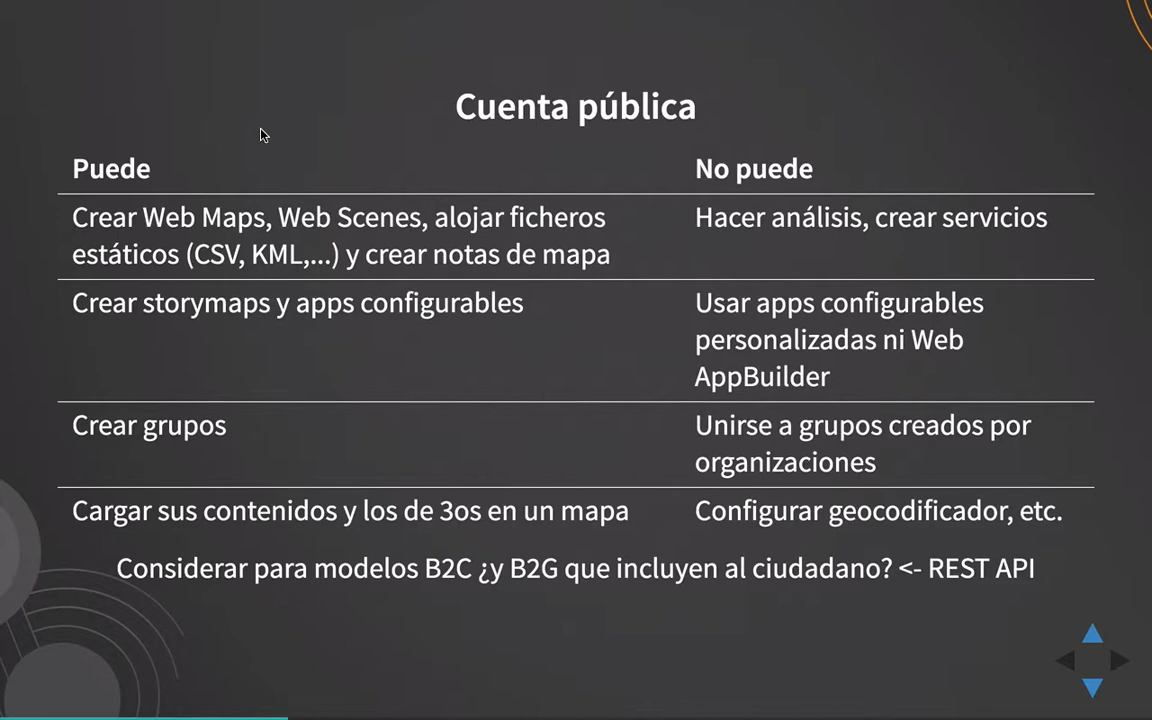 Cuenta pública
Puede
No puede
Crear Web Maps, Web Scenes, alojar ficheros
estáticos (CSV, KML,...) y crear notas de mapa
Hacer análisis, crear servicios
Crear storymaps y apps configurables
Usar apps configurables
personalizadas ni Web
AppBuilder
Crear grupos
Unirse a grupos creados por
organizaciones
Cargar sus contenidos y los de 3os en un mapa
Configurar geocodificador, etc.
Considerar para modelos B2C ¿y B2G que incluyen al ciudadano? <- REST API